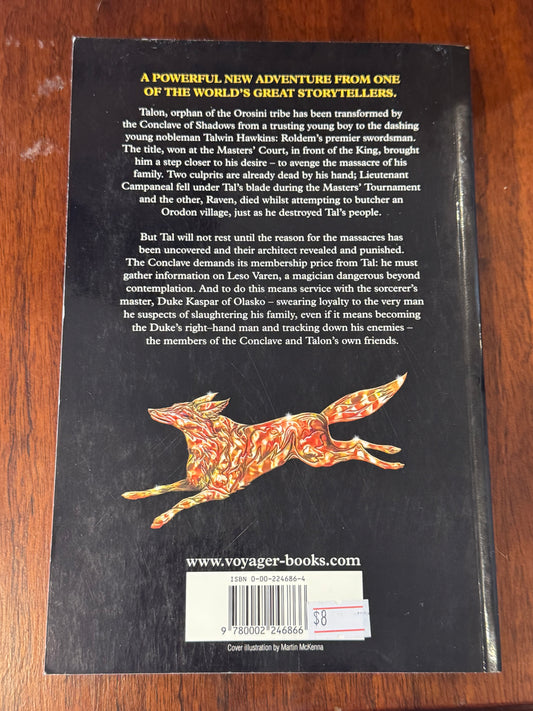 A POWERFUL NEW ADVENTURE FROM ONE
OF THE WORLD'S GREAT STORYTELLERS.
Talon, orphan of the Orosini tribe has been transformed by
the Conclave of Shadows from a trusting young boy to the dashing
young nobleman Talwin Hawkins: Roldem's premier swordsman.
The title, won at the Masters' Court, in front of the King, brought
him a step closer to his desire – to avenge the massacre of his
family. Two culprits are already dead by his hand; Lieutenant
Campaneal fell under Tal's blade during the Masters' Tournament
and the other, Raven, died whilst attempting to butcher an
Orodon village, just as he destroyed Tal's people.
But Tal will not rest until the reason for the massacres has
been uncovered and their architect revealed and punished.
The Conclave demands its membership price from Tal: he must
gather information on Leso Varen, a magician dangerous beyond
contemplation. And to do this means service with the sorcerer's
master, Duke Kaspar of Olasko – swearing loyalty to the very man
he suspects of slaughtering his family, even if it means becoming
the Duke's right–hand man and tracking down his enemies –
the members of the Conclave and Talon's own friends.
www.voyager-books.com
ISBN 0-00-224686-4
$8
9 780002 246866
Cover illustration by Martin McKenna